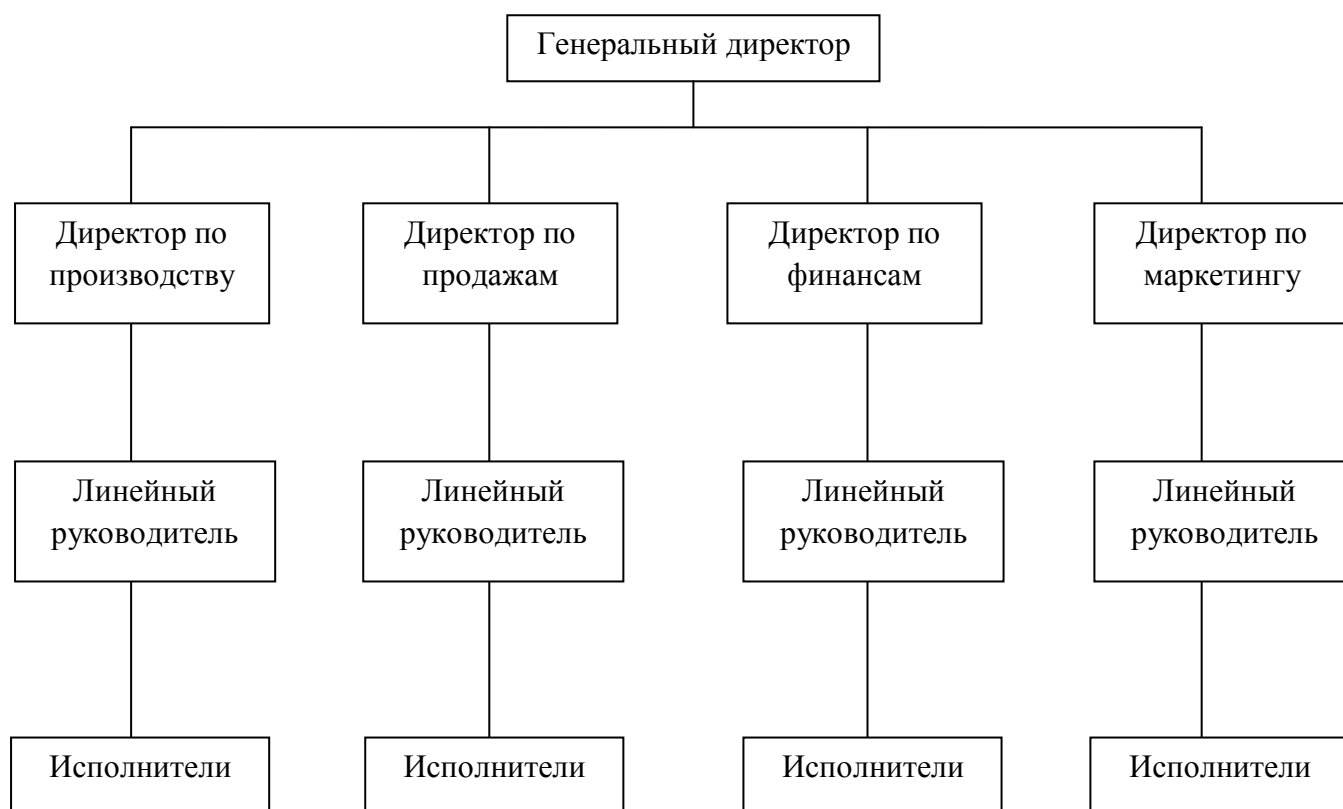 Генеральный директор
Директор по
производству
Директор по
продажам
Директор по
финансам
Директор по
маркетингу
Линейный
руководитель
Линейный
руководитель
Линейный
руководитель
Линейный
руководитель
Исполнители
Исполнители
Исполнители
Исполнители